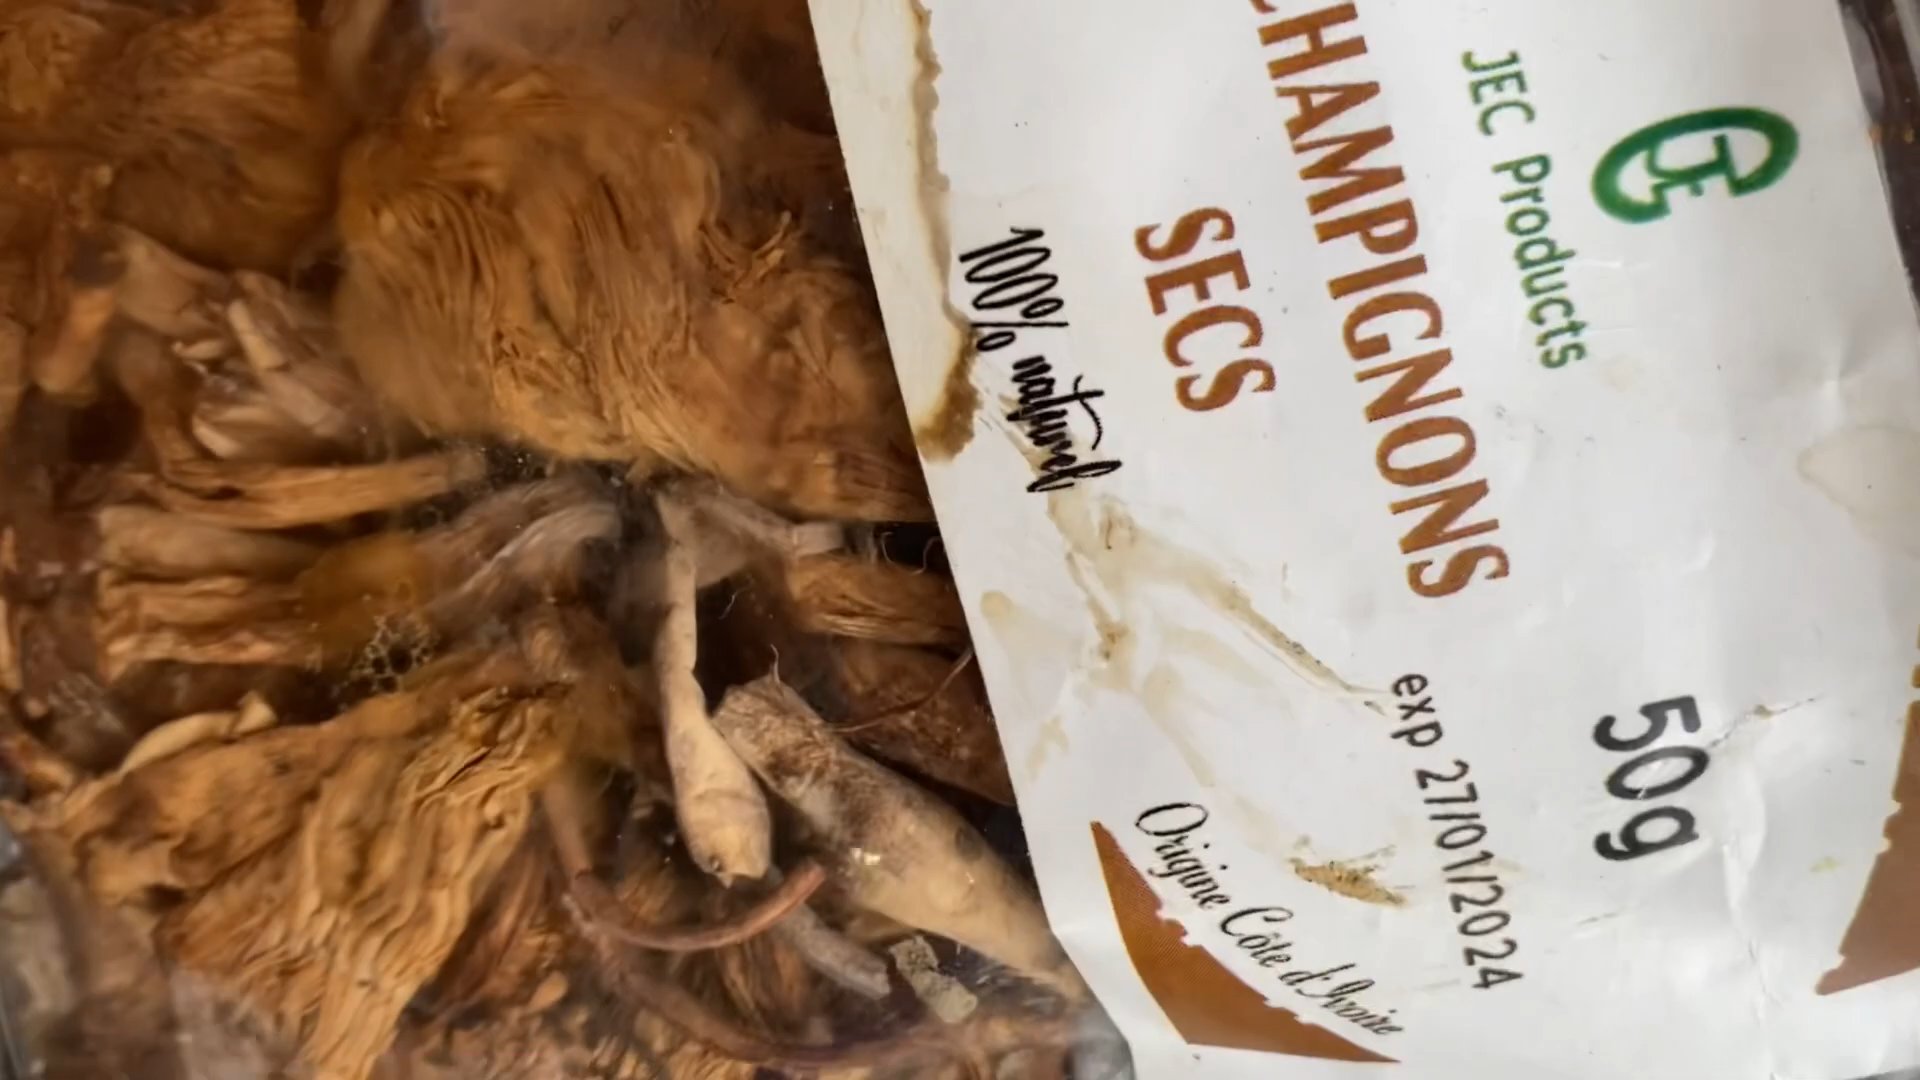 JEC Products
CHAMPIGNONS
SECS
100% naturel
50g
exp 27/01/2024
Origine Côte d'Ivoire